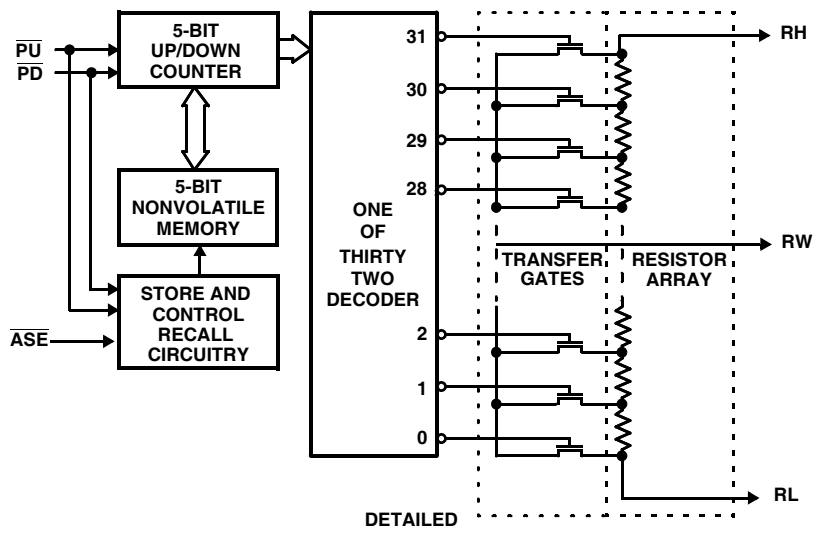 PU
PD
5-BIT
UP/DOWN
COUNTER
5-BIT
NONVOLATILE
MEMORY
STORE AND
CONTROL
RECALL
CIRCUITRY
ASE
ONE
OF
THIRTY
TWO
DECODER
31
30
29
28
2
1
0
TRANSFER
GATES
RESISTOR
ARRAY
RH
RW
RL
DETAILED